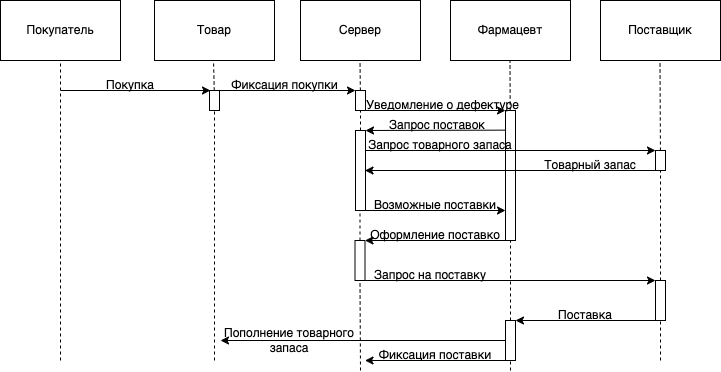 Покупатель
Товар
Сервер
Фармацевт
Поставщик
Покупка
Фиксация покупки
Уведомление о дефектуре
Запрос поставок
Запрос товарного запаса
Товарный запас
Возможные поставки
Оформление поставко
Запрос на поставку
Поставка
Пополнение товарного
запаса
Фиксация поставки